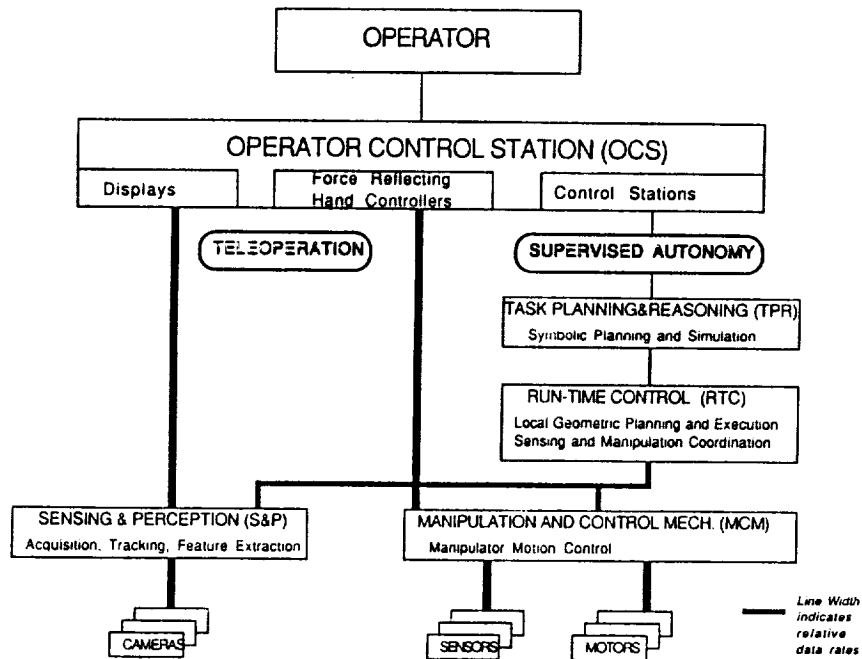 OPERATOR
OPERATOR CONTROL STATION (OCS)
Displays
Force Reflecting
Hand Controllers
Control Stations
TELEOPERATION
SUPERVISED AUTONOMY
TASK PLANNING&REASONING (TPR)
Symbolic Planning and Simulation
RUN-TIME CONTROL (RTC)
Local Geometric Planning and Execution
Sensing and Manipulation Coordination
SENSING & PERCEPTION (S&P)
Acquisition, Tracking, Feature Extraction
MANIPULATION AND CONTROL MECH. (MCM)
Manipulator Motion Control
CAMERAS
SENSORS
MOTORS
Line Width
indicates
relative
data rates